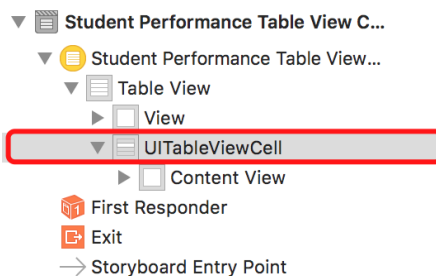 Student Performance Table View C...
Student Performance Table View...
Table View
View
UITableViewCell
Content View
First Responder
Exit
Storyboard Entry Point